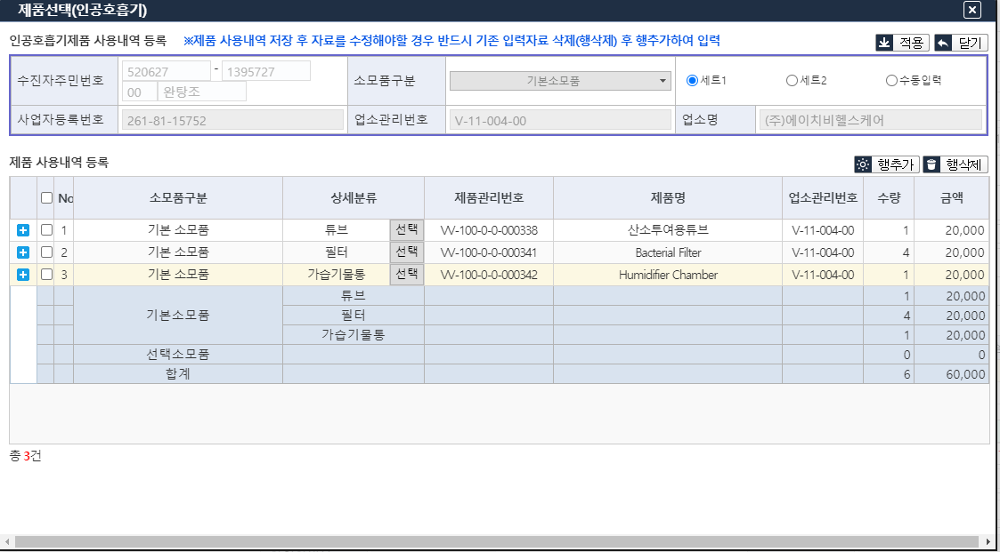 제품선택(인공호흡기)
인공호흡기제품 사용내역 등록 ※제품 사용내역 저장 후 자료를 수정해야할 경우 반드시 기존 입력자료 삭제(행삭제) 후 행추가하여 입력 적용 닫기
수진자주민번호 520627 - 1395727 소모품구분 기본소모품 세트1 세트2 수동입력
00 완탕조
사업자등록번호 261-81-15752 업소관리번호 V-11-004-00 업소명 (주)에이치비헬스케어
제품 사용내역 등록 행추가 행삭제
No 소모품구분 상세분류 제품관리번호 제품명 업소관리번호 수량 금액
1 기본 소모품 튜브 선택 VV-100-0-0-000338 산소투여용튜브 V-11-004-00 1 20,000
2 기본 소모품 필터 선택 VV-100-0-0-000341 Bacterial Filter V-11-004-00 4 20,000
3 기본 소모품 가습기물통 선택 VV-100-0-0-000342 Humidifier Chamber V-11-004-00 1 20,000
기본소모품 튜브 1 20,000
필터 4 20,000
가습기물통 1 20,000
선택소모품 0 0
합계 6 60,000
총 3건